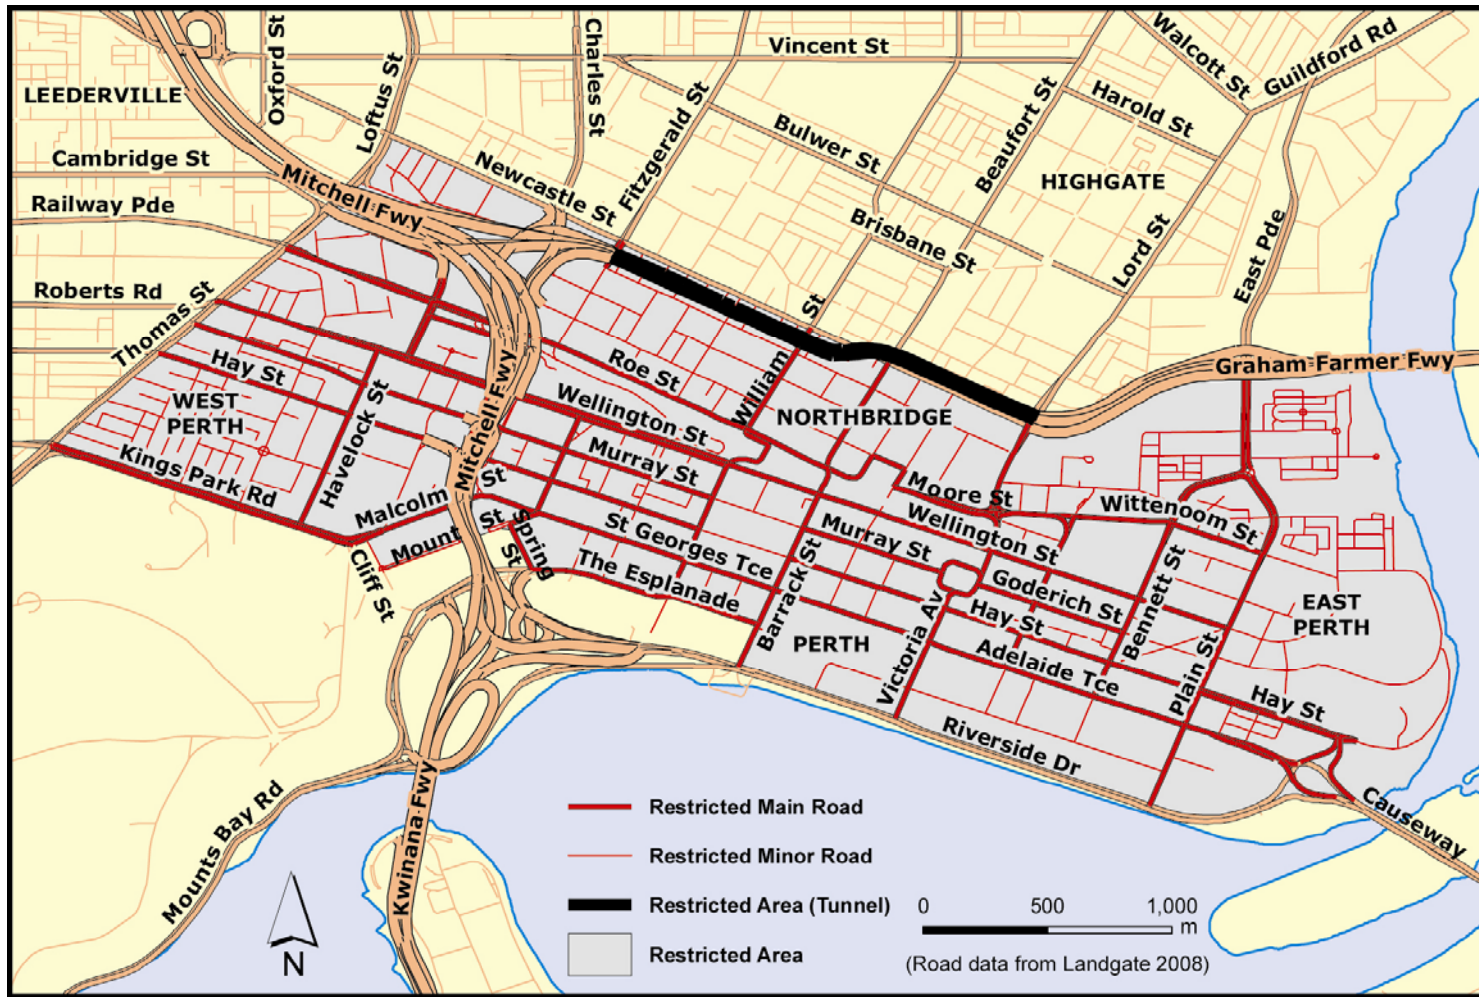 Oxford St
Loftus St
Charles St
Vincent St
Walcott St
Guildford Rd
LEEDERVILLE
Fitzgerald St
Beaufort St
Harold St
Cambridge St
Newcastle St
Bulwer St
Mitchell Fwy
HIGHGATE
Railway Pde
Brisbane St
Lord St
East Pde
Roberts Rd
Thomas St
William St
Graham Farmer Fwy
Hay St
Roe St
Mitchell Fwy
WEST
PERTH
Havelock St
Wellington St
NORTHBRIDGE
Kings Park Rd
Murray St
Malcolm St
Moore St
Wittenoom St
Mount St
Spring
St
St Georges Tce
Murray St
Wellington St
Cliff St
The Esplanade
Barrack St
Goderich St
Bennett St
EAST
PERTH
Victoria Av
Hay St
PERTH
Adelaide Tce
Plain St
Hay St
Riverside Dr
Mounts Bay Rd
Kwinana Fwy
Causeway
Restricted Main Road
Restricted Minor Road
Restricted Area (Tunnel)
Restricted Area
0 500 1,000
m
(Road data from Landgate 2008)
N